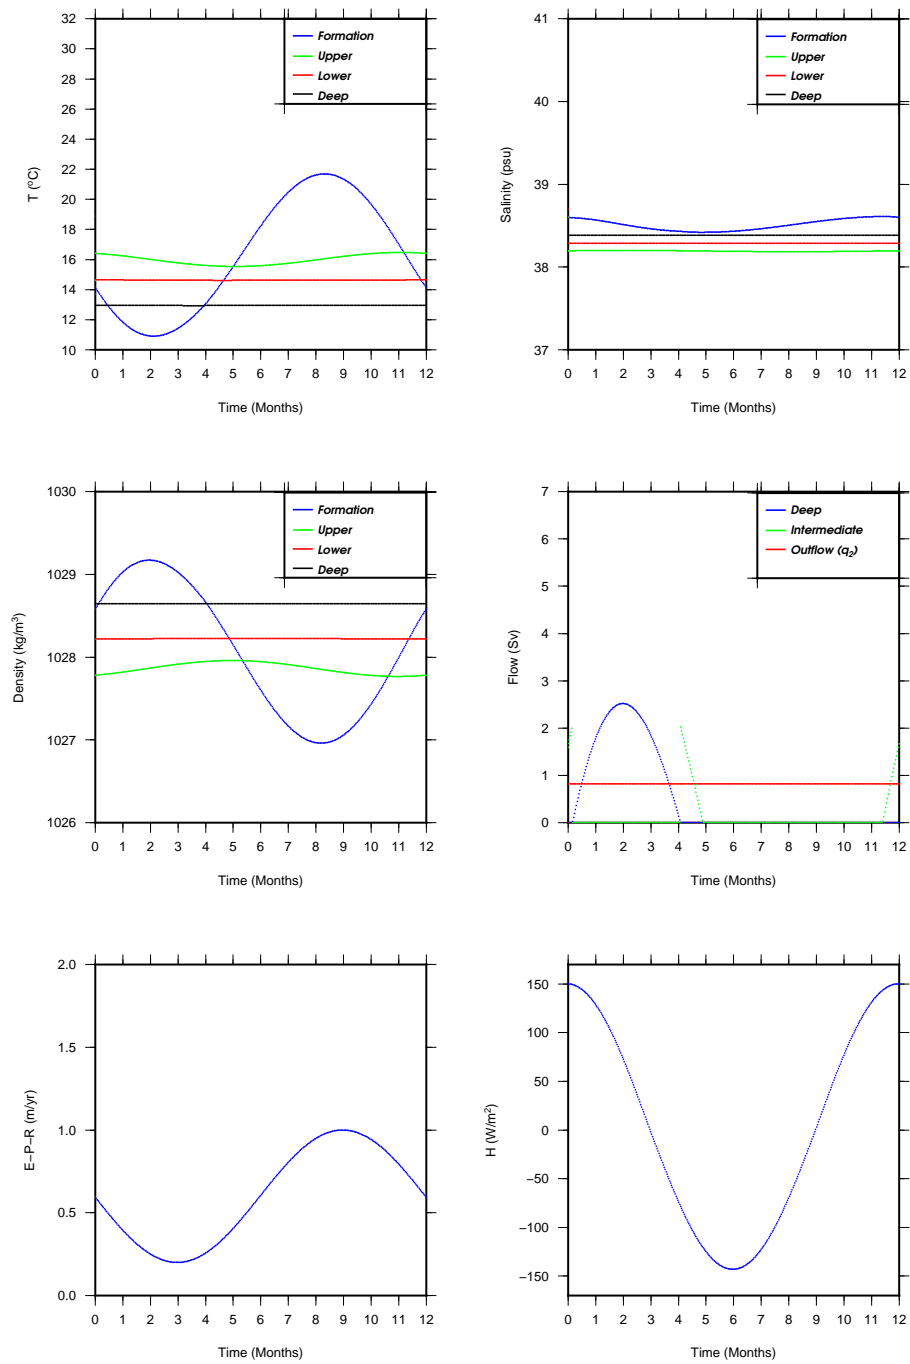 T (°C)
32
30
28
26
24
22
20
18
16
14
12
10
Formation
Upper
Lower
Deep
0 1 2 3 4 5 6 7 8 9 10 11 12
Time (Months)
Salinity (psu)
41
40
39
38
37
Formation
Upper
Lower
Deep
0 1 2 3 4 5 6 7 8 9 10 11 12
Time (Months)
Density (kg/m³)
1030
1029
1028
1027
1026
Formation
Upper
Lower
Deep
0 1 2 3 4 5 6 7 8 9 10 11 12
Time (Months)
Flow (Sv)
7
6
5
4
3
2
1
0
Deep
Intermediate
Outflow (q₂)
0 1 2 3 4 5 6 7 8 9 10 11 12
Time (Months)
E−P−R (m/yr)
2.0
1.5
1.0
0.5
0.0
0 1 2 3 4 5 6 7 8 9 10 11 12
Time (Months)
H (W/m²)
150
100
50
0
−50
−100
−150
0 1 2 3 4 5 6 7 8 9 10 11 12
Time (Months)